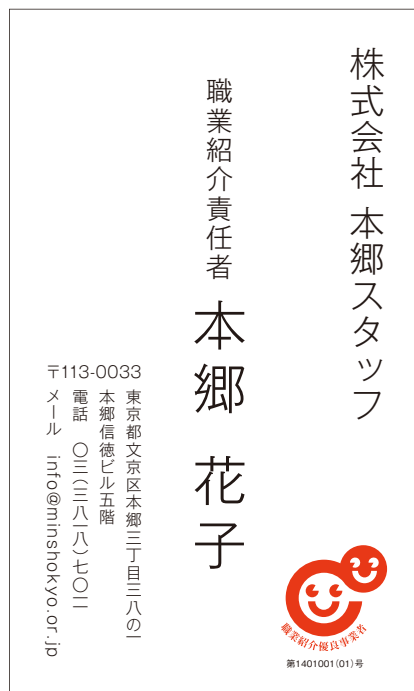 株式会社 本郷スタッフ
職業紹介責任者 本郷 花子
〒113-0033
東京都文京区本郷三丁目三八の一
本郷信徳ビル五階
電話 〇三(三八一八)七〇一一
メール info@minshokyo.or.jp
職業紹介優良事業者
第1401001(01)号